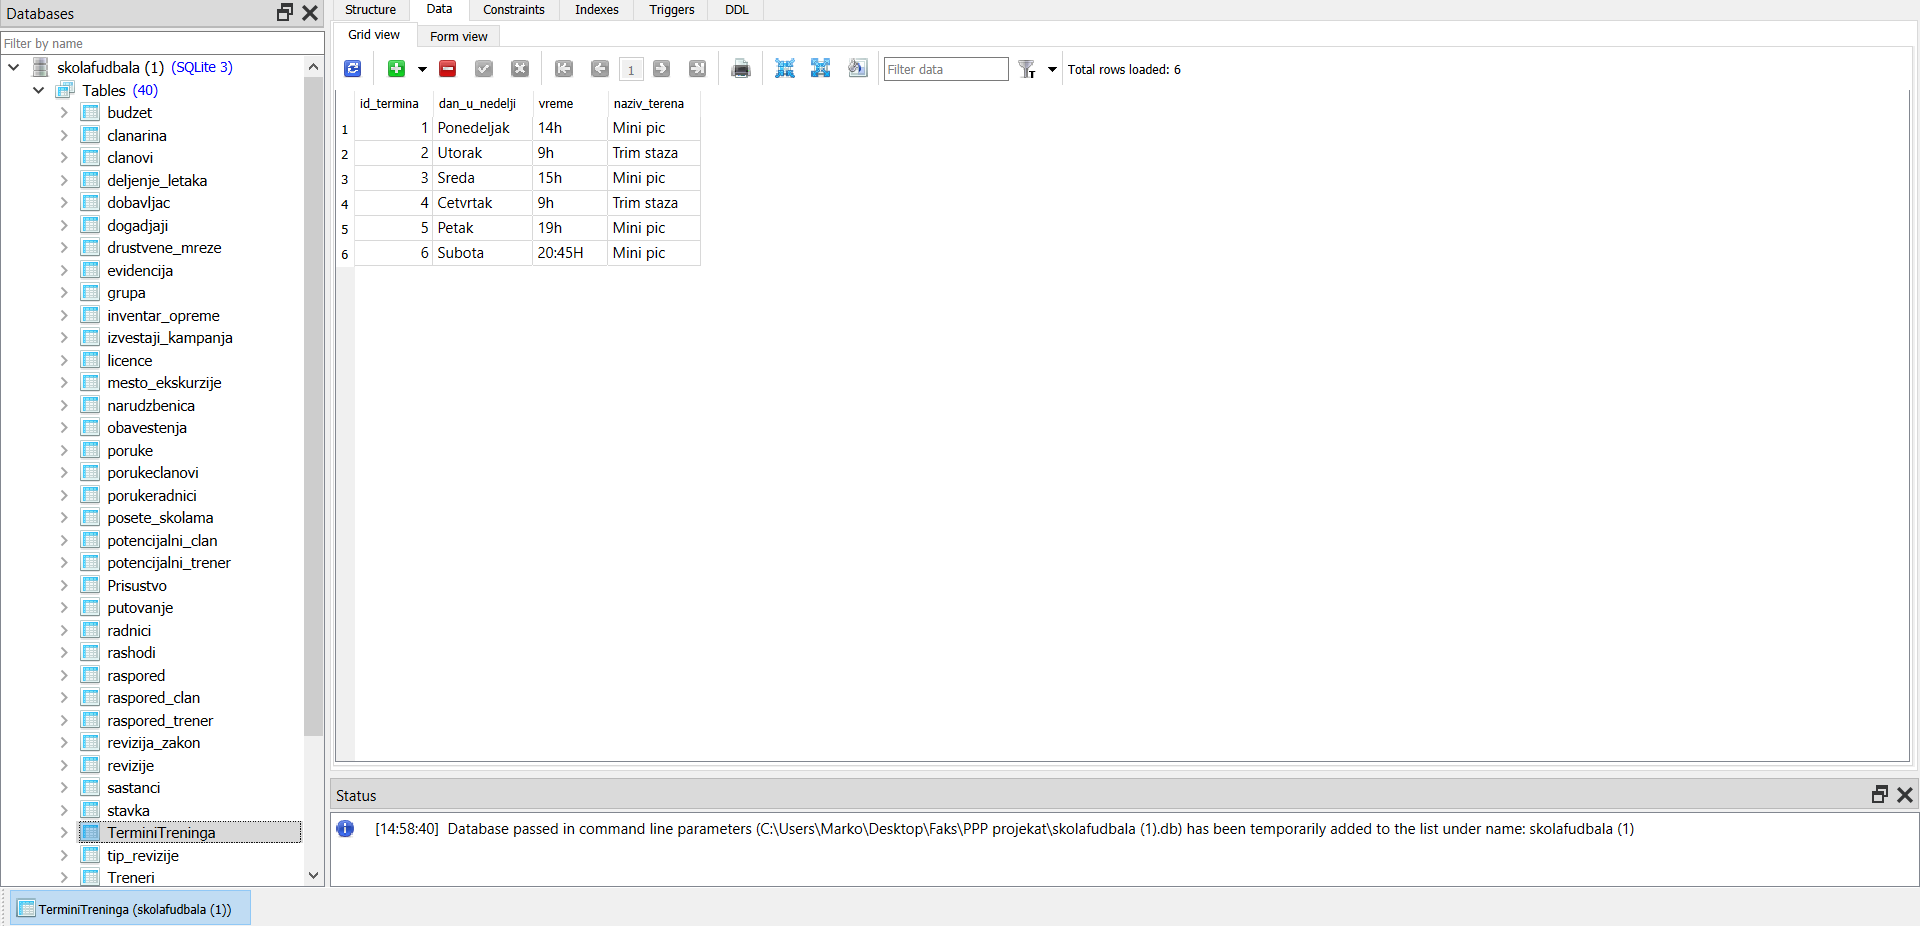 Databases
Filter by name
skolafudbala (1) (SQLite 3)
Tables (40)
budzet
clanarina
clanovi
deljenje_letaka
dobavljac
dogadjaji
drustvene_mreze
evidencija
grupa
inventar_opreme
izvestaji_kampanja
licence
mesto_ekskurzije
narudzbenica
obavestenja
poruke
porukeclanovi
porukeradnici
posete_skolama
potencijalni_clan
potencijalni_trener
Prisustvo
putovanje
radnici
rashodi
raspored
raspored_clan
raspored_trener
revizija_zakon
revizije
sastanci
stavka
TerminiTreninga
tip_revizije
Treneri
Structure Data Constraints Indexes Triggers DDL
Grid view Form view
1 Filter data Total rows loaded: 6
id_termina dan_u_nedelji vreme naziv_terena
1 1 Ponedeljak 14h Mini pic
2 2 Utorak 9h Trim staza
3 3 Sreda 15h Mini pic
4 4 Cetvrtak 9h Trim staza
5 5 Petak 19h Mini pic
6 6 Subota 20:45H Mini pic
Status
[14:58:40] Database passed in command line parameters (C:\Users\Marko\Desktop\Faks\PPP projekat\skolafudbala (1).db) has been temporarily added to the list under name: skolafudbala (1)
TerminiTreninga (skolafudbala (1))